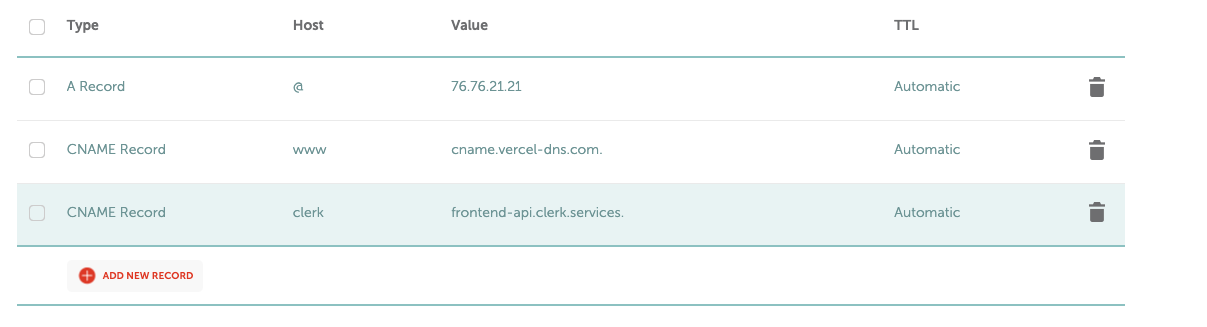 Type Host Value TTL
A Record @ 76.76.21.21 Automatic
CNAME Record www cname.vercel-dns.com. Automatic
CNAME Record clerk frontend-api.clerk.services. Automatic
ADD NEW RECORD